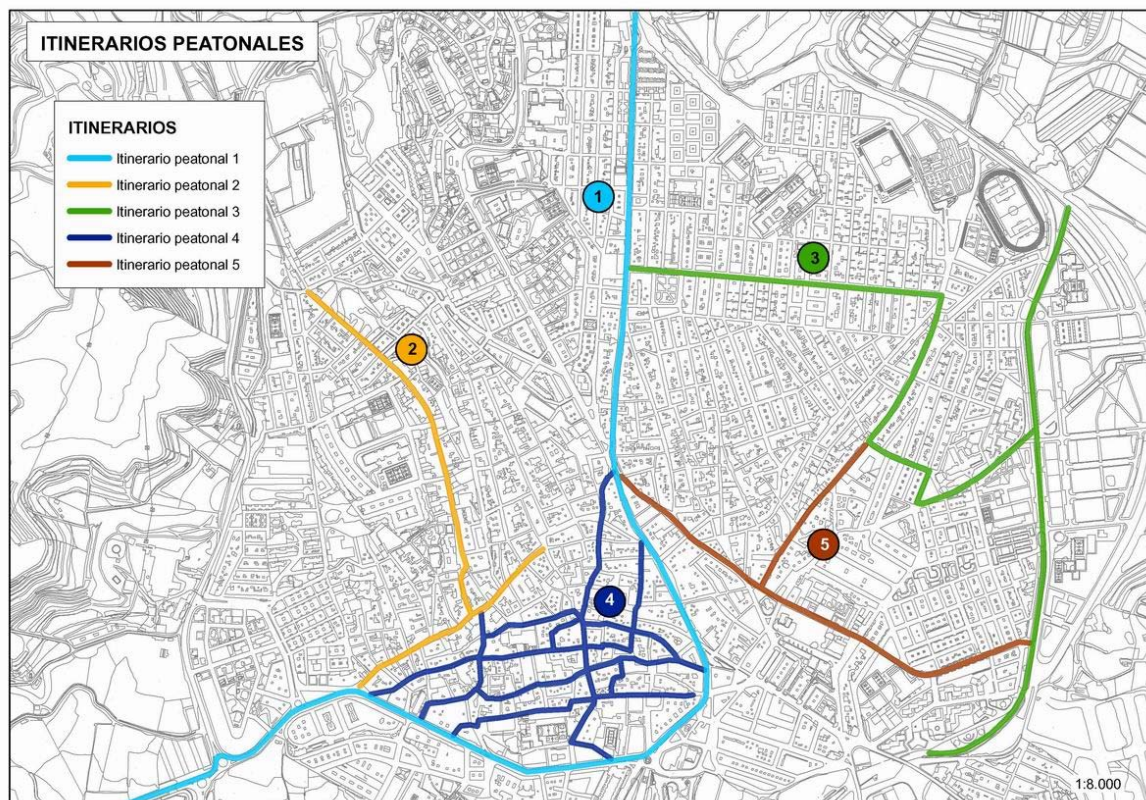 ITINERARIOS PEATONALES
ITINERARIOS
Itinerario peatonal 1
Itinerario peatonal 2
Itinerario peatonal 3
Itinerario peatonal 4
Itinerario peatonal 5
1
3
2
5
4
1:8.000